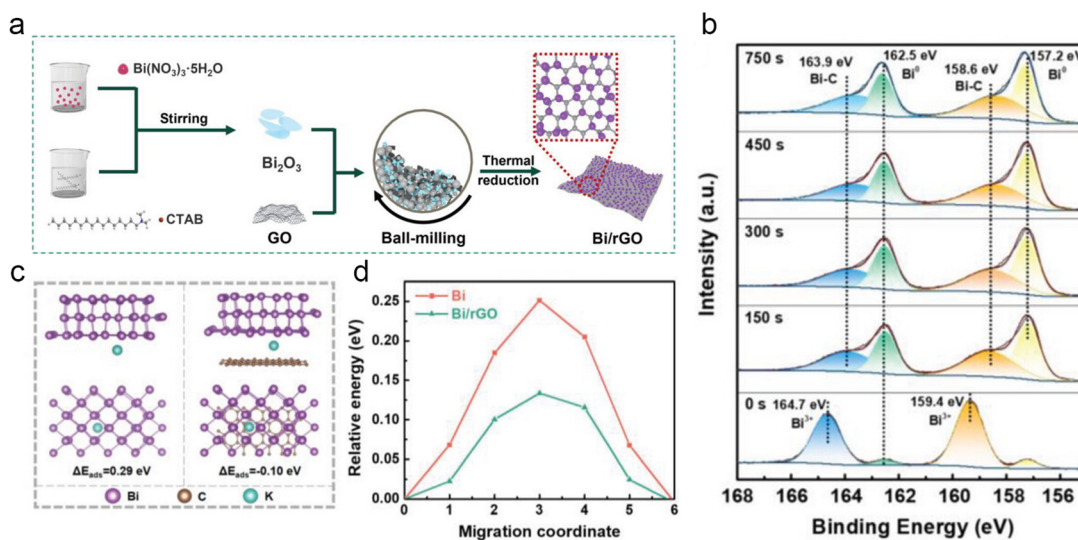 a
Bi(NO₃)₃·5H₂O
Stirring
CTAB
Bi₂O₃
GO
Ball-milling
Thermal
reduction
Bi/rGO
b
Intensity (a.u.)
750 s
163.9 eV
Bi-C
162.5 eV
Bi⁰
158.6 eV
Bi-C
157.2 eV
Bi⁰
450 s
300 s
150 s
0 s
164.7 eV
Bi³⁺
159.4 eV
Bi³⁺
168 166 164 162 160 158 156
Binding Energy (eV)
c
ΔE_ads=0.29 eV
ΔE_ads=-0.10 eV
Bi C K
d
Relative energy (eV)
Bi
Bi/rGO
0.25
0.20
0.15
0.10
0.05
0.00
0 1 2 3 4 5 6
Migration coordinate